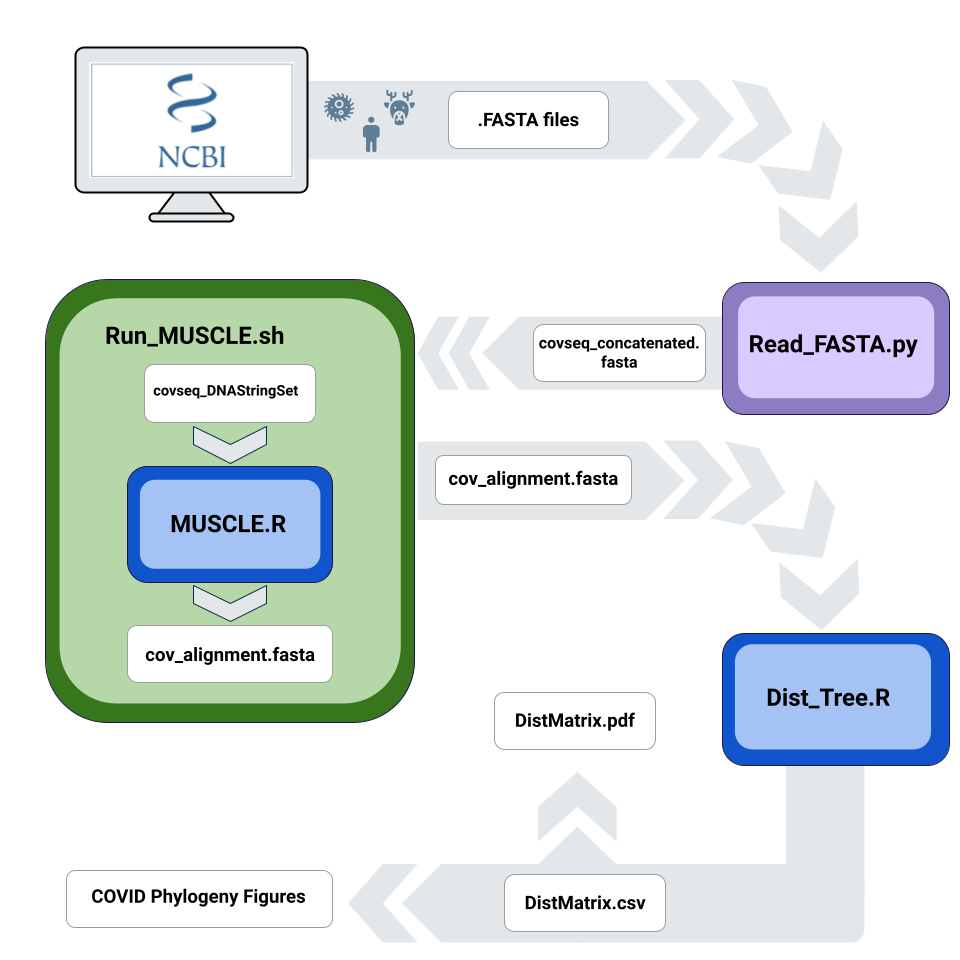 NCBI
.FASTA files
Read_FASTA.py
covseq_concatenated.
fasta
Run_MUSCLE.sh
covseq_DNAStringSet
MUSCLE.R
cov_alignment.fasta
cov_alignment.fasta
Dist_Tree.R
DistMatrix.pdf
DistMatrix.csv
COVID Phylogeny Figures